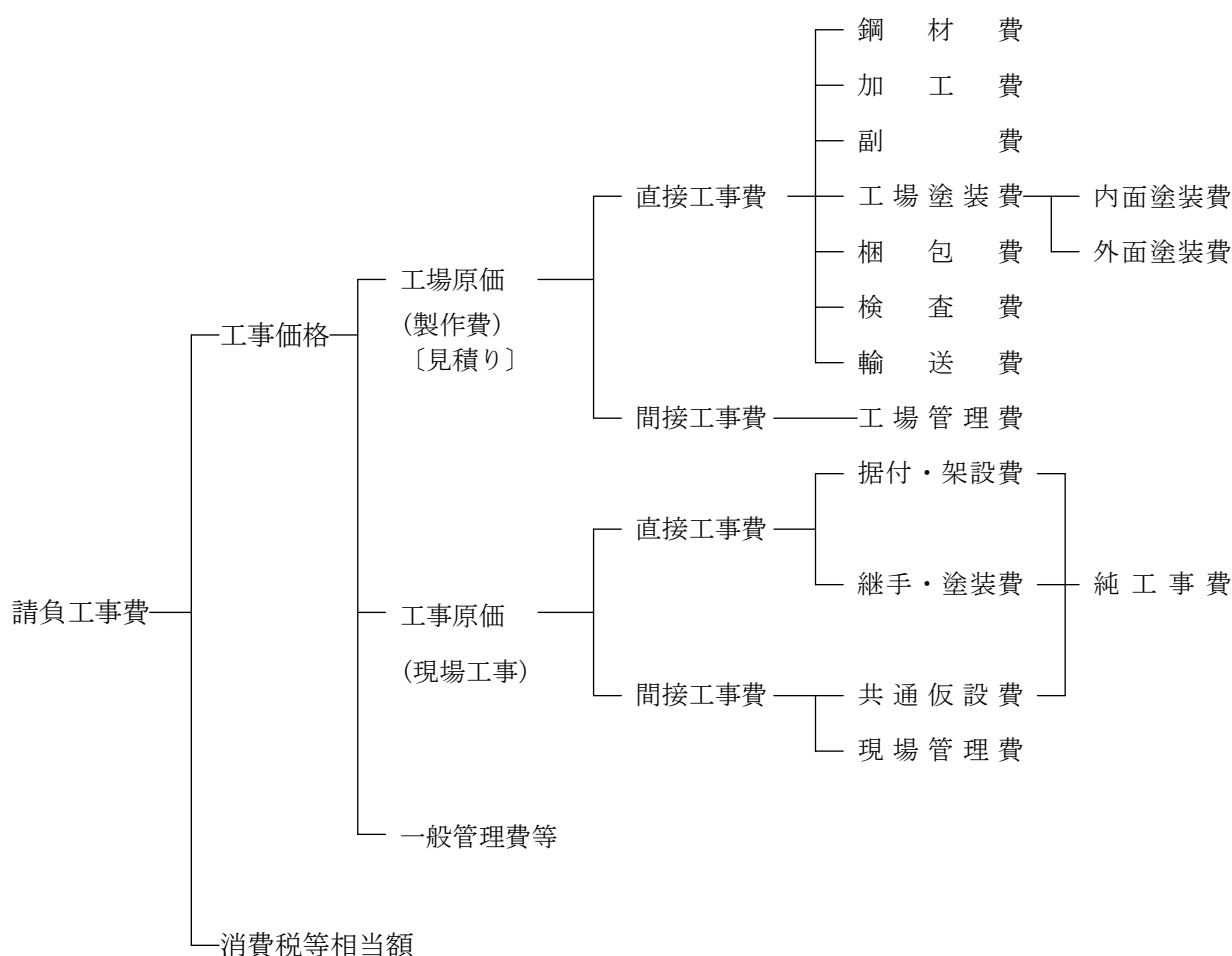 鋼材費
加工費
副費
直接工事費 工場塗装費 内面塗装費
梱包費 外面塗装費
工場原価
検査費
(製作費)
工事価格
〔見積り〕
輸送費
間接工事費 工場管理費
据付・架設費
直接工事費
継手・塗装費 純工事費
請負工事費 工事原価
(現場工事)
間接工事費 共通仮設費
現場管理費
一般管理費等
消費税等相当額